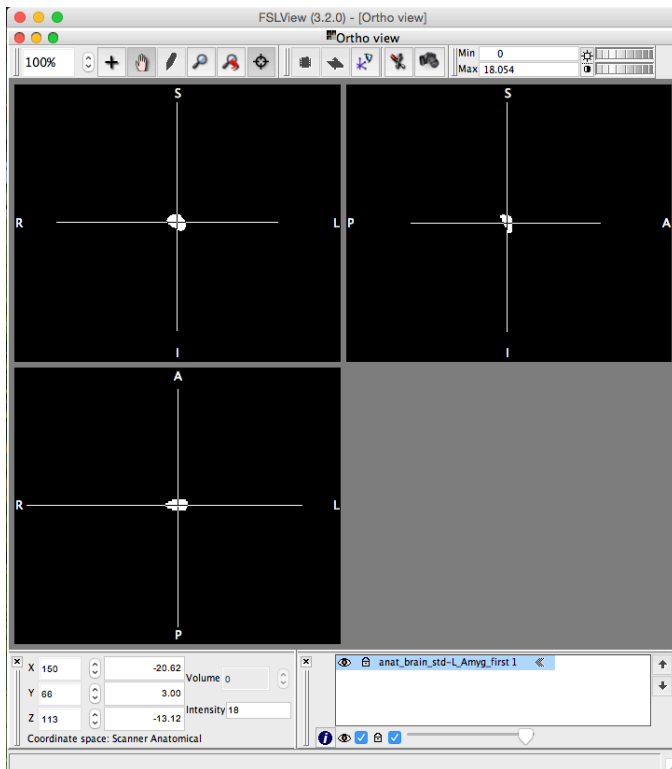 FSLView (3.2.0) - [Ortho view]
Ortho view
100%
Min 0
Max 18.054
S
S
R
L
P
A
I
I
A
R
L
P
X 150 -20.62
Y 66 3.00
Z 113 -13.12
Volume 0
Intensity 18
Coordinate space: Scanner Anatomical
anat_brain_std-L_Amyg_first 1